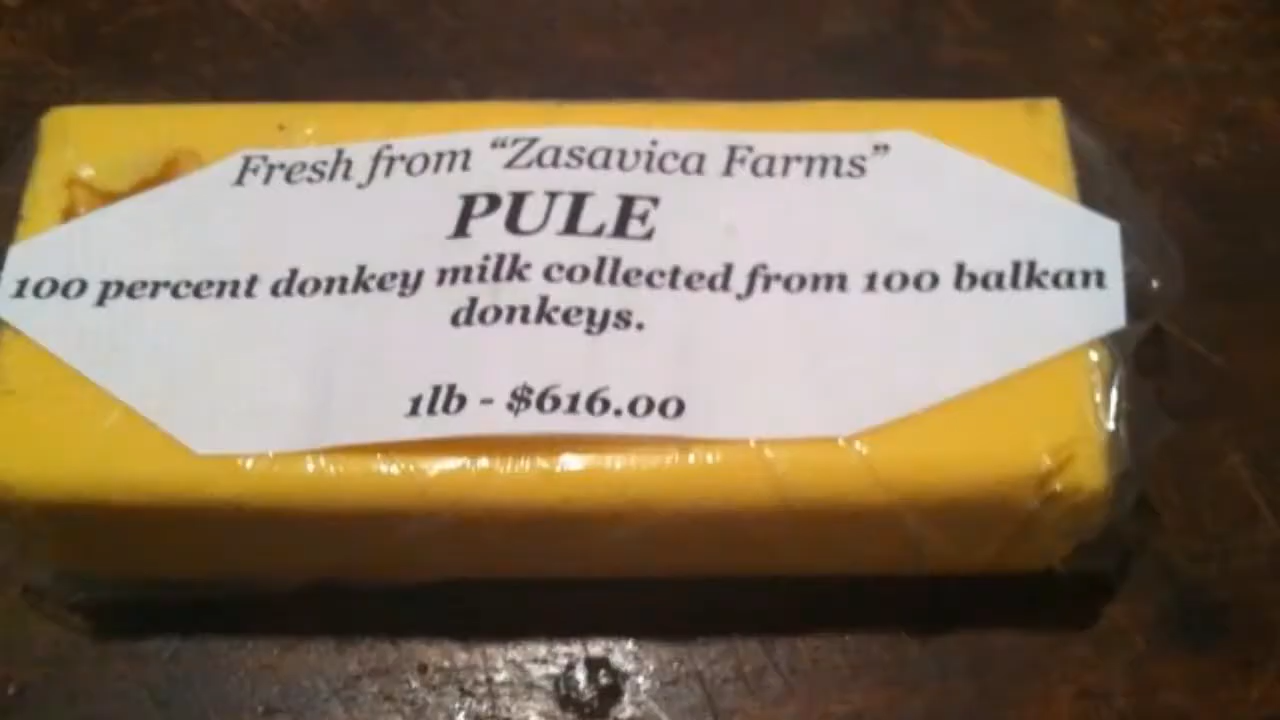 Fresh from “Zasavica Farms”
PULE
100 percent donkey milk collected from 100 balkan
donkeys.
1lb - $616.00